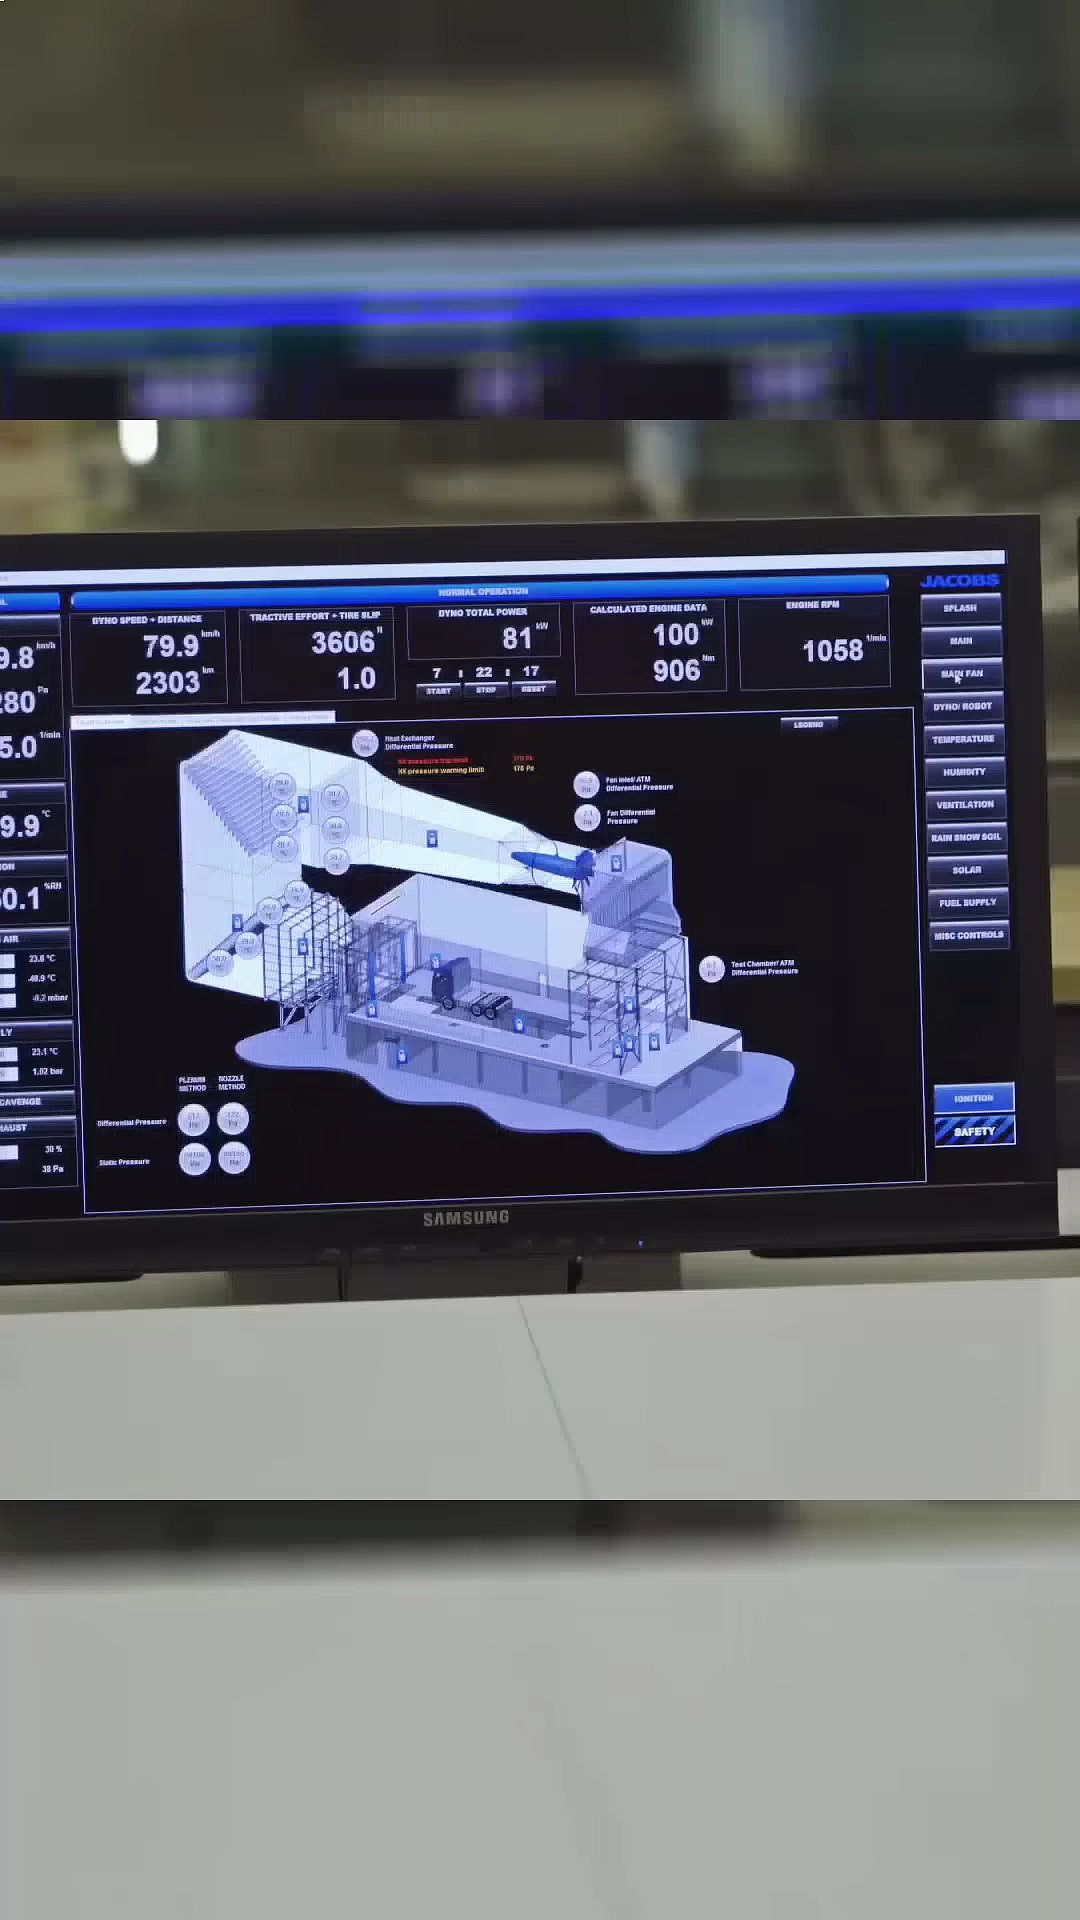 NORMAL OPERATION
JACOBS
DYNO SPEED + DISTANCE
79.9 km/h
2303 km
TRACTIVE EFFORT + TIRE SLIP
3606 N
1.0
DYNO TOTAL POWER
81 kW
7 : 22 : 17
START STOP RESET
CALCULATED ENGINE DATA
100 kW
906 Nm
ENGINE RPM
1058 1/min
9.8 km/h
280 Pa
5.0 1/min
9.9 °C
ION
50.1 %RH
AIR
23.8 °C
-48.9 °C
-0.2 mbar
LY
23.1 °C
1.02 bar
CAVENGE
HAUST
30 %
38 Pa
LEGEND
Heat Exchanger
Differential Pressure
HX pressure warning limit: 175 Pa
Fan Inlet/ ATM
Differential Pressure
Fan Differential
Pressure
Test Chamber/ ATM
Differential Pressure
PLENUM METHOD
NOZZLE METHOD
Differential Pressure
Static Pressure
SPLASH
MAIN
MAIN FAN
DYNO/ ROBOT
TEMPERATURE
HUMIDITY
VENTILATION
RAIN SNOW SOIL
SOLAR
FUEL SUPPLY
MISC CONTROLS
IGNITION
SAFETY
SAMSUNG